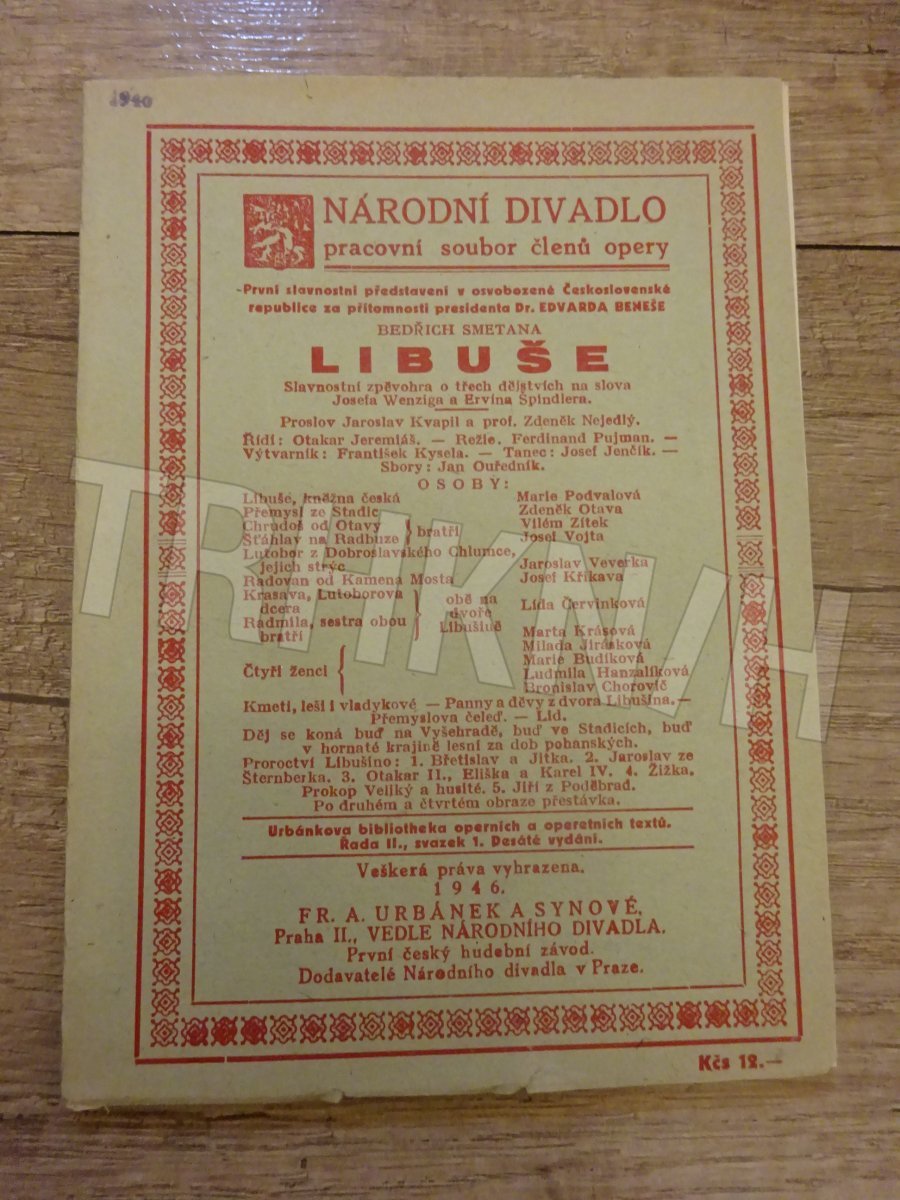 1940
NÁRODNÍ DIVADLO
pracovní soubor členů opery
První slavnostní představení v osvobozené Československé
republice za přítomnosti presidenta Dr. EDVARDA BENEŠE
BEDŘICH SMETANA
LIBUŠE
Slavnostní zpěvohra o třech dějstvích na slova
Josefa Wenziga a Ervína Špindlera.
Proslov Jaroslav Kvapil a prof. Zdeněk Nejedlý.
Řídí: Otakar Jeremiáš. — Režie. Ferdinand Pujman. —
Výtvarník: František Kysela. — Tanec: Josef Jenčík. —
Sbory: Jan Ouředník.
OSOBY:
Libuše, kněžna česká Marie Podvalová
Přemysl ze Stadic Zdeněk Otava
Chrudoš od Otavy Vilém Zítek
Šťáhlav na Radbuze } bratři Josef Vojta
Lutobor z Dobroslavského Chlumce,
jejich strýc Jaroslav Veverka
Radovan od Kamena Mosta Josef Křikava
Krasava, Lutoborova
dcera
Radmila, sestra obou
bratří } obě na
dvoře
Libušině Lída Červinková
Marta Krásová
Čtyři ženci { Milada Jirásková
Marie Budíková
Ludmila Hanzalíková
Bronislav Chorovič
Kmeti, leši i vladykové — Panny a děvy z dvora Libušina. —
Přemyslova čeleď. — Lid.
Děj se koná buď na Vyšehradě, buď ve Stadicích, buď
v hornaté krajině lesní za dob pohanských.
Proroctví Libušino: 1. Břetislav a Jitka. 2. Jaroslav ze
Šternberka. 3. Otakar II., Eliška a Karel IV. 4. Žižka,
Prokop Veliký a husité. 5. Jiří z Poděbrad.
Po druhém a čtvrtém obraze přestávka.
Urbánkova bibliotheka operních a operetních textů.
Řada II., svazek 1. Desáté vydání.
Veškerá práva vyhrazena.
1946.
FR. A. URBÁNEK A SYNOVÉ,
Praha II., VEDLE NÁRODNÍHO DIVADLA.
První český hudební závod.
Dodavatelé Národního divadla v Praze.
Kčs 12.—
TRHKNIH